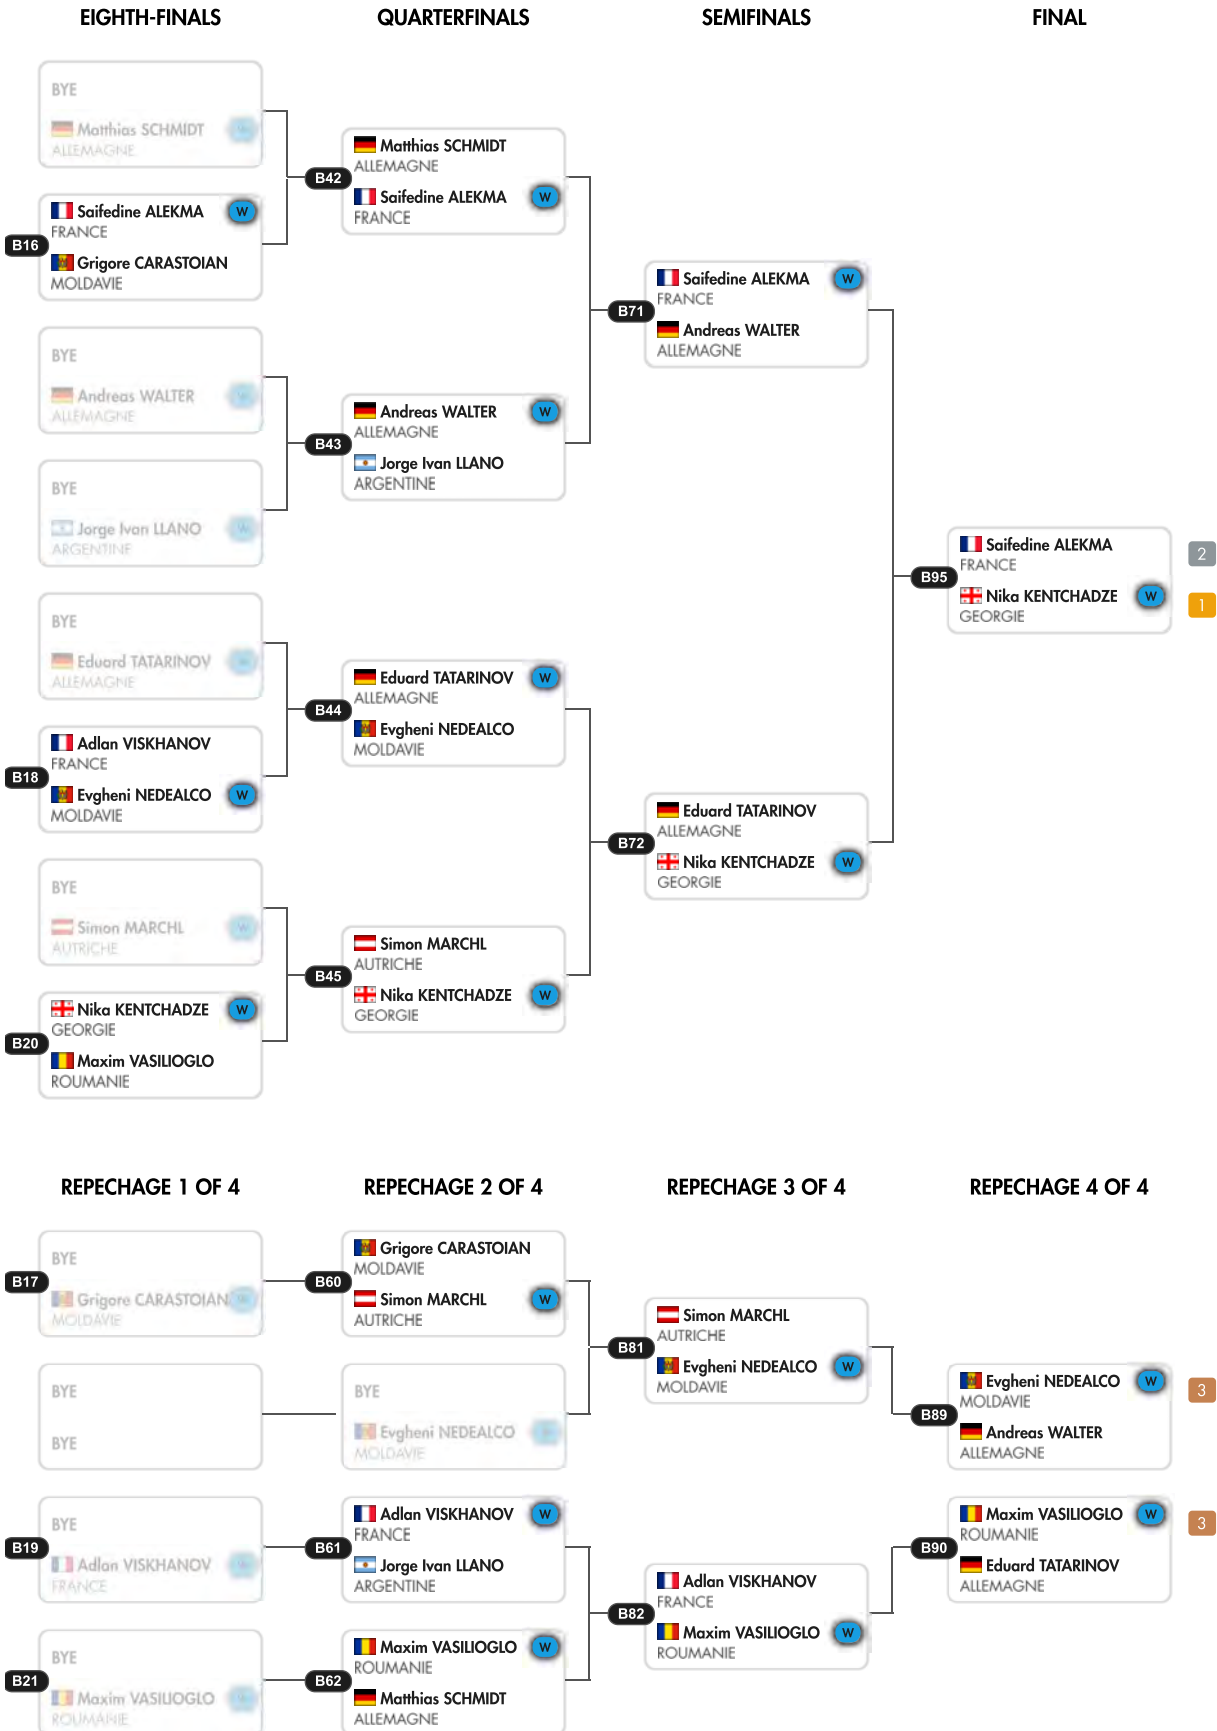 EIGHTH-FINALS QUARTERFINALS SEMIFINALS FINAL
BYE
Matthias SCHMIDT W
ALLEMAGNE
B16
Saifedine ALEKMA W
FRANCE
Grigore CARASTOIAN
MOLDAVIE
BYE
Andreas WALTER W
ALLEMAGNE
BYE
Jorge Ivan LLANO W
ARGENTINE
BYE
Eduard TATARINOV W
ALLEMAGNE
B18
Adlan VISKHANOV
FRANCE
Evgheni NEDEALCO W
MOLDAVIE
BYE
Simon MARCHL W
AUTRICHE
B20
Nika KENTCHADZE W
GEORGIE
Maxim VASILIOGLO
ROUMANIE
B42
Matthias SCHMIDT
ALLEMAGNE
Saifedine ALEKMA W
FRANCE
B43
Andreas WALTER W
ALLEMAGNE
Jorge Ivan LLANO
ARGENTINE
B44
Eduard TATARINOV W
ALLEMAGNE
Evgheni NEDEALCO
MOLDAVIE
B45
Simon MARCHL
AUTRICHE
Nika KENTCHADZE W
GEORGIE
B71
Saifedine ALEKMA W
FRANCE
Andreas WALTER
ALLEMAGNE
B72
Eduard TATARINOV
ALLEMAGNE
Nika KENTCHADZE W
GEORGIE
B95
Saifedine ALEKMA 2
FRANCE
Nika KENTCHADZE W 1
GEORGIE
REPECHAGE 1 OF 4 REPECHAGE 2 OF 4 REPECHAGE 3 OF 4 REPECHAGE 4 OF 4
B17
BYE
Grigore CARASTOIAN W
MOLDAVIE
BYE
BYE
B19
BYE
Adlan VISKHANOV W
FRANCE
B21
BYE
Maxim VASILIOGLO W
ROUMANIE
B60
Grigore CARASTOIAN
MOLDAVIE
Simon MARCHL W
AUTRICHE
BYE
Evgheni NEDEALCO W
MOLDAVIE
B61
Adlan VISKHANOV W
FRANCE
Jorge Ivan LLANO
ARGENTINE
B62
Maxim VASILIOGLO W
ROUMANIE
Matthias SCHMIDT
ALLEMAGNE
B81
Simon MARCHL
AUTRICHE
Evgheni NEDEALCO W
MOLDAVIE
B82
Adlan VISKHANOV
FRANCE
Maxim VASILIOGLO W
ROUMANIE
B89
Evgheni NEDEALCO W 3
MOLDAVIE
Andreas WALTER
ALLEMAGNE
B90
Maxim VASILIOGLO W 3
ROUMANIE
Eduard TATARINOV
ALLEMAGNE